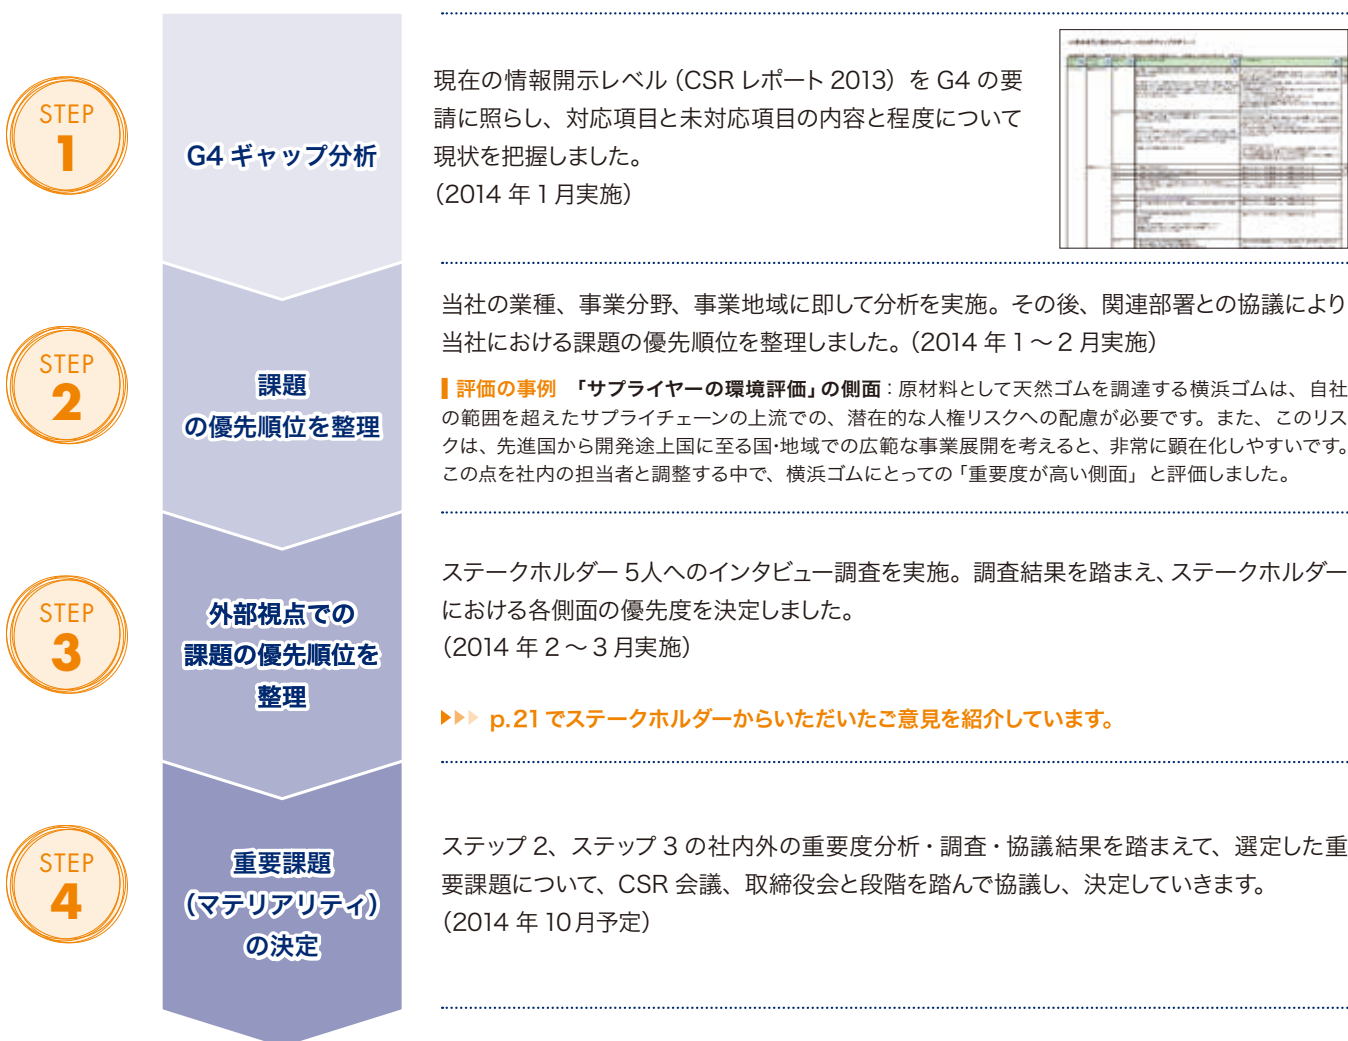 STEP
1
G4 ギャップ分析
現在の情報開示レベル（CSR レポート 2013）を G4 の要
請に照らし、対応項目と未対応項目の内容と程度について
現状を把握しました。
（2014 年 1 月実施）
STEP
2
課題
の優先順位を整理
当社の業種、事業分野、事業地域に即して分析を実施。その後、関連部署との協議により
当社における課題の優先順位を整理しました。（2014 年 1 ～ 2 月実施）
評価の事例 「サプライヤーの環境評価」の側面：原材料として天然ゴムを調達する横浜ゴムは、自社
の範囲を超えたサプライチェーンの上流での、潜在的な人権リスクへの配慮が必要です。また、このリス
クは、先進国から開発途上国に至る国・地域での広範な事業展開を考えると、非常に顕在化しやすいです。
この点を社内の担当者と調整する中で、横浜ゴムにとっての「重要度が高い側面」と評価しました。
STEP
3
外部視点での
課題の優先順位を
整理
ステークホルダー 5人へのインタビュー調査を実施。調査結果を踏まえ、ステークホルダー
における各側面の優先度を決定しました。
（2014 年 2 ～ 3 月実施）
p.21 でステークホルダーからいただいたご意見を紹介しています。
STEP
4
重要課題
（マテリアリティ）
の決定
ステップ 2、ステップ 3 の社内外の重要度分析・調査・協議結果を踏まえて、選定した重
要課題について、CSR 会議、取締役会と段階を踏んで協議し、決定していきます。
（2014 年 10月予定）